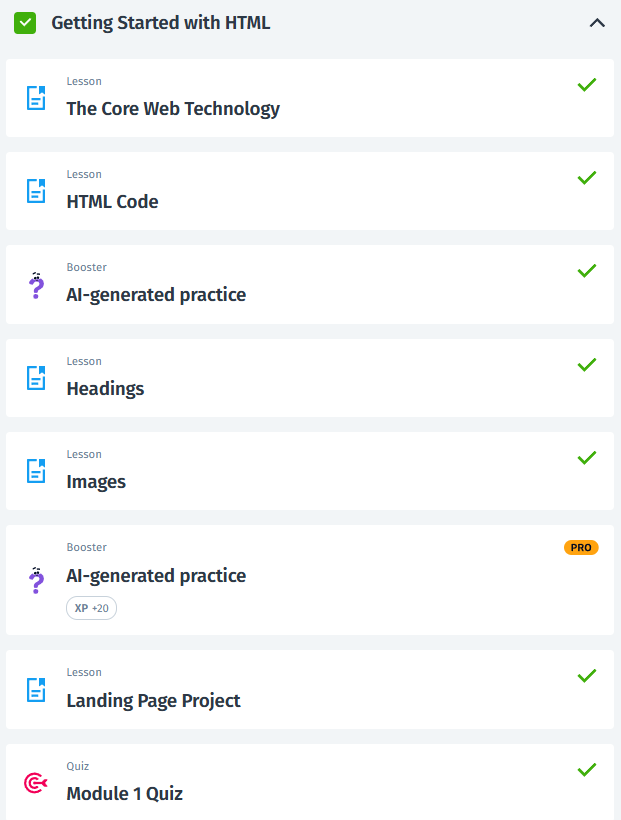 Getting Started with HTML
Lesson
The Core Web Technology
Lesson
HTML Code
Booster
AI-generated practice
Lesson
Headings
Lesson
Images
Booster
PRO
AI-generated practice
XP +20
Lesson
Landing Page Project
Quiz
Module 1 Quiz